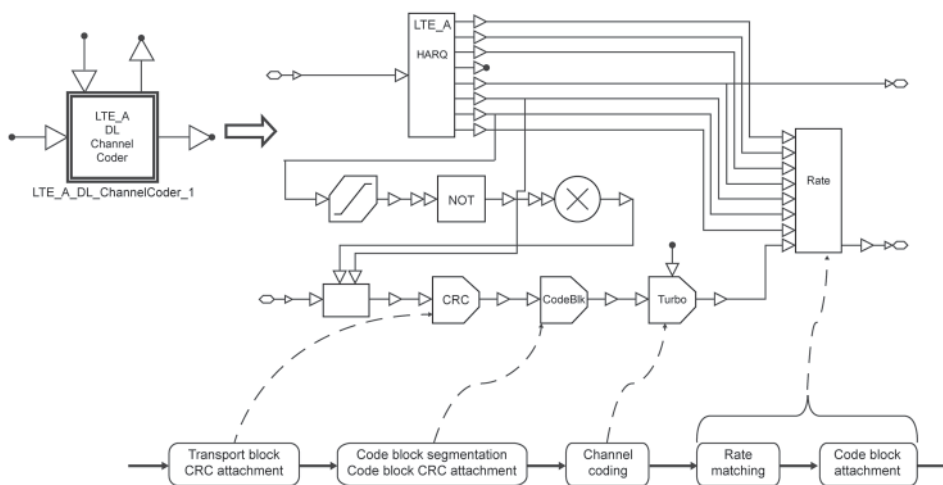 LTE_A
DL
Channel
Coder
LTE_A_DL_ChannelCoder_1
LTE_A
HARQ
Rate
NOT
CRC
CodeBlk
Turbo
Transport block
CRC attachment
Code block segmentation
Code block CRC attachment
Channel
coding
Rate
matching
Code block
attachment